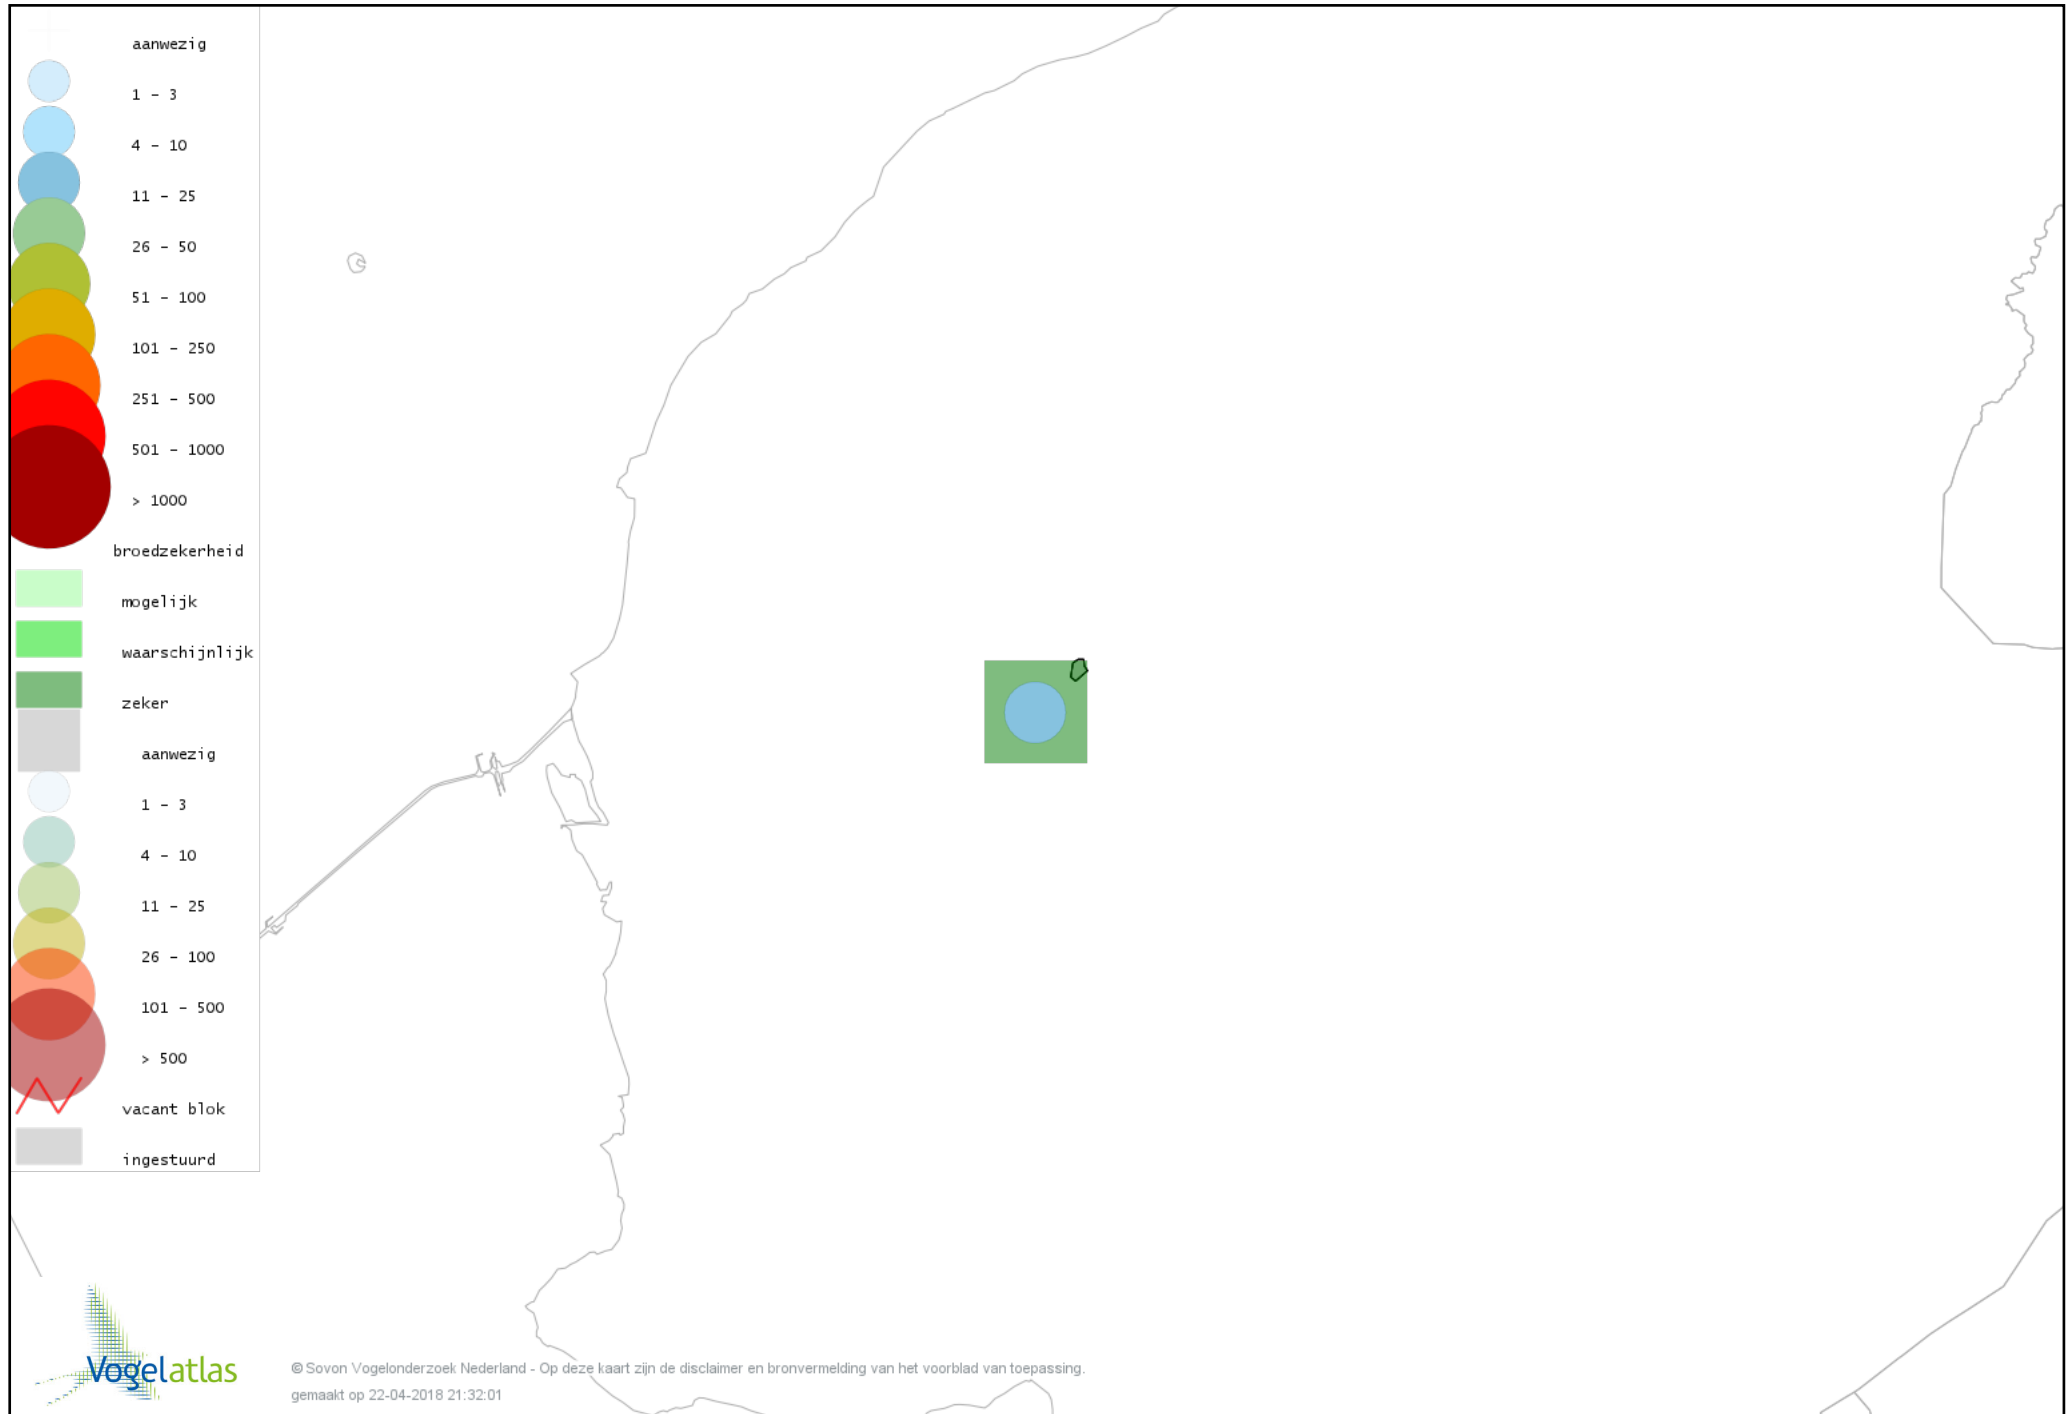 aanwezig
1 - 3
4 - 10
11 - 25
26 - 50
51 - 100
101 - 250
251 - 500
501 - 1000
> 1000
broedzekerheid
mogelijk
waarschijnlijk
zeker
aanwezig
1 - 3
4 - 10
11 - 25
26 - 100
101 - 500
> 500
vacant blok
ingestuurd
Vogelatlas
© Sovon Vogelonderzoek Nederland - Op deze kaart zijn de disclaimer en bronvermelding van het voorblad van toepassing.
gemaakt op 22-04-2018 21:32:01